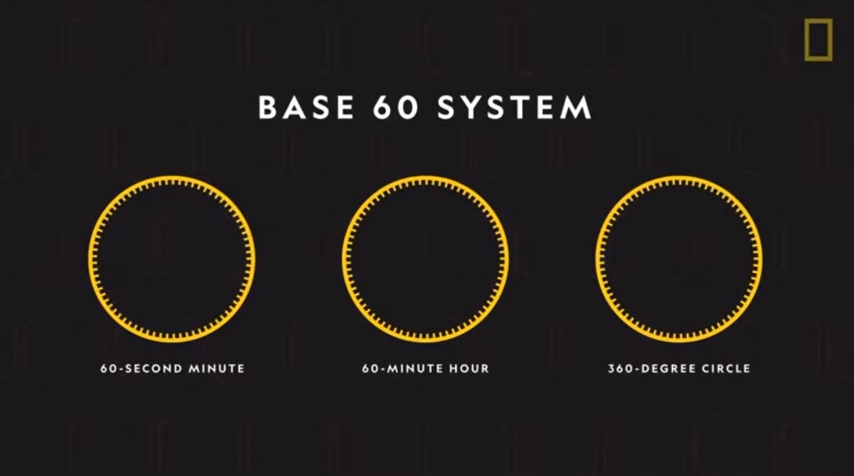 BASE 60 SYSTEM
60-SECOND MINUTE
60-MINUTE HOUR
360-DEGREE CIRCLE